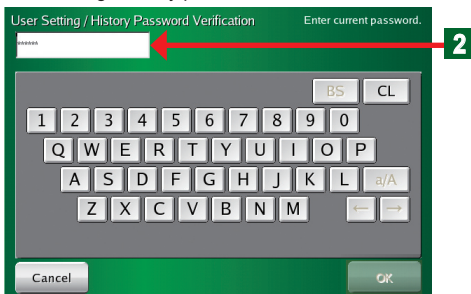 User Setting / History Password Verification Enter current password.
*******
2
BS CL
1 2 3 4 5 6 7 8 9 0
Q W E R T Y U I O P
A S D F G H J K L a/A
Z X C V B N M ← →
Cancel OK